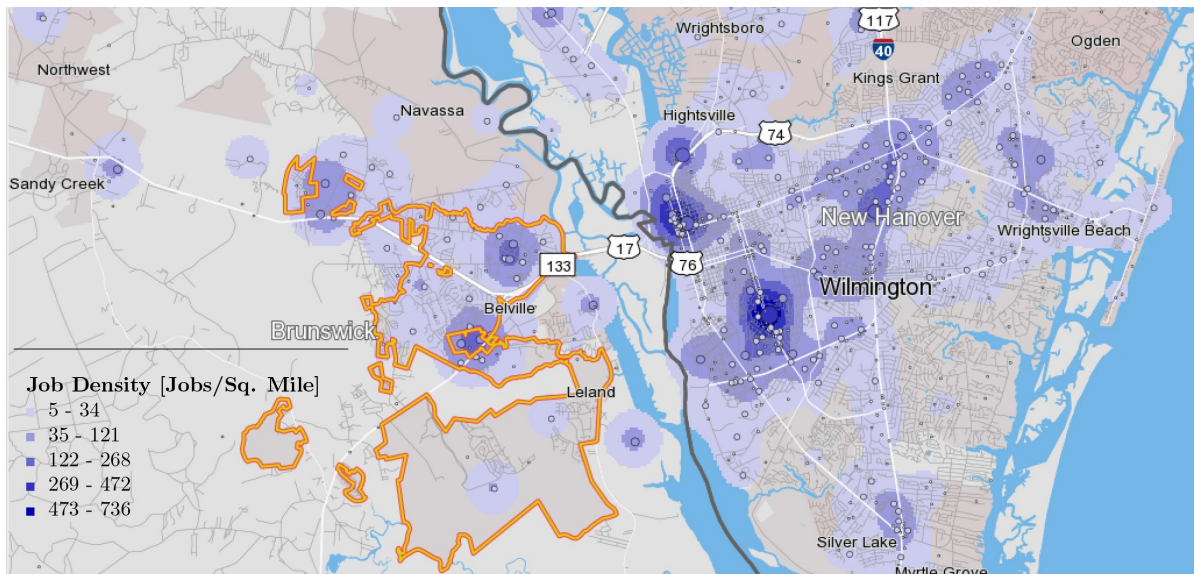 117
Wrightsboro
Ogden
40
Northwest
Kings Grant
Navassa
Hightsville
74
Sandy Creek
New Hanover
Wrightsville Beach
17
133
76
Wilmington
Belville
Brunswick
Job Density [Jobs/Sq. Mile]
Leland
5 - 34
35 - 121
122 - 268
269 - 472
473 - 736
Silver Lake
Myrtle Grove